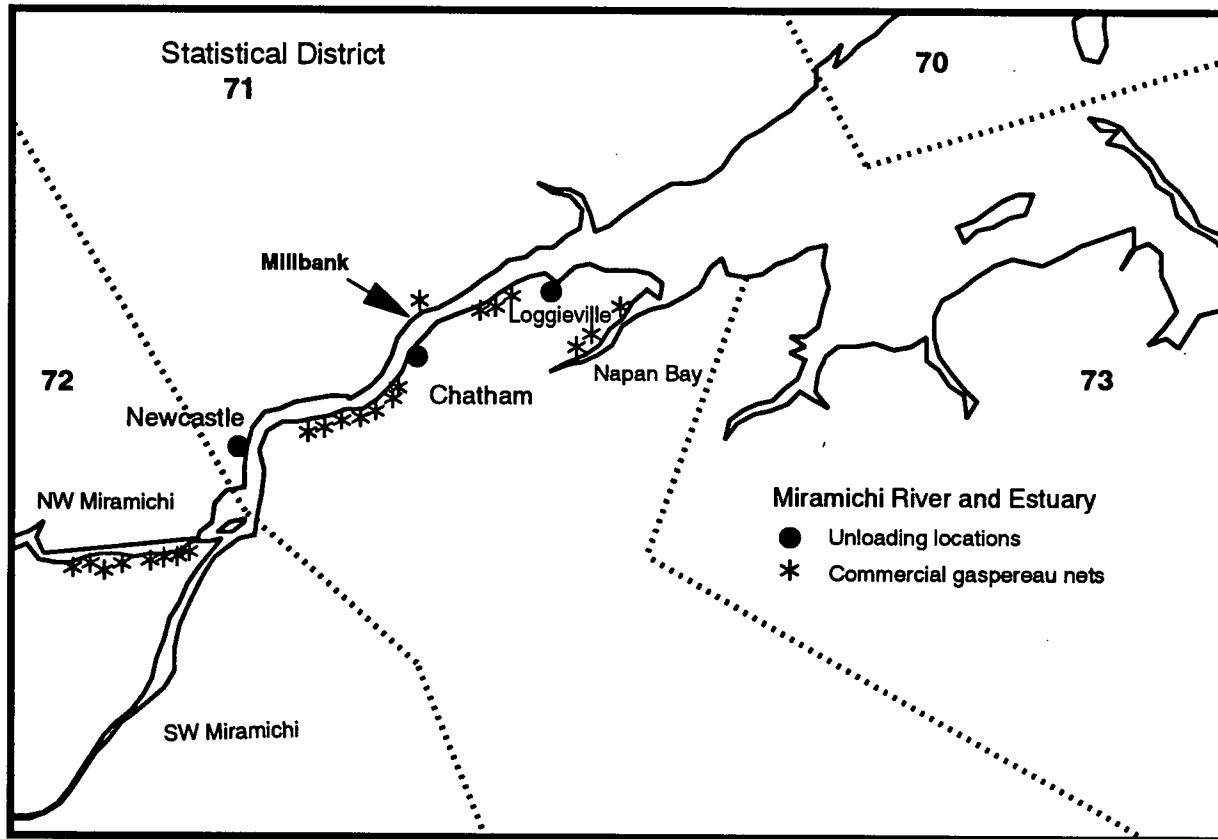 Statistical District
71
70
Millbank
Loggieville
72
Napan Bay
73
Chatham
Newcastle
NW Miramichi
Miramichi River and Estuary
Unloading locations
Commercial gaspereau nets
SW Miramichi